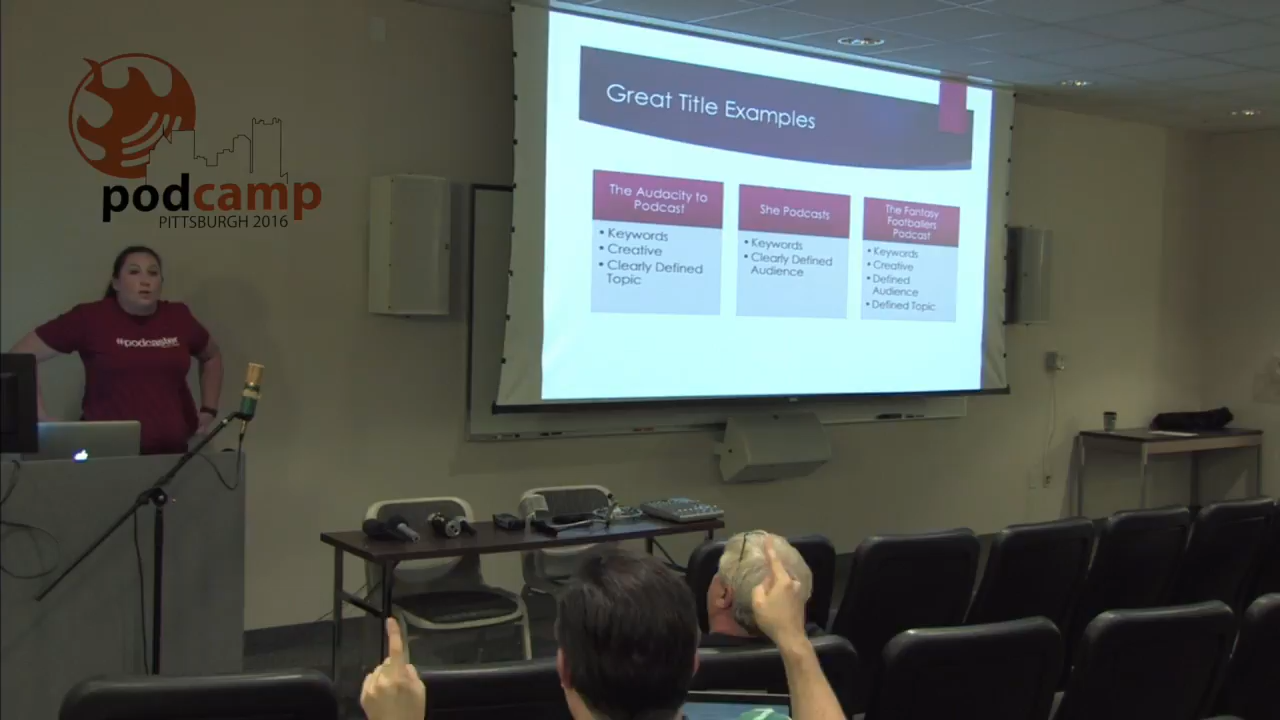 podcamp
PITTSBURGH 2016
#podcaster
Great Title Examples
The Audacity to
Podcast
• Keywords
• Creative
• Clearly Defined
Topic
She Podcasts
• Keywords
• Clearly Defined
Audience
The Fantasy
Footballers
Podcast
• Keywords
• Creative
• Defined
Audience
• Defined Topic